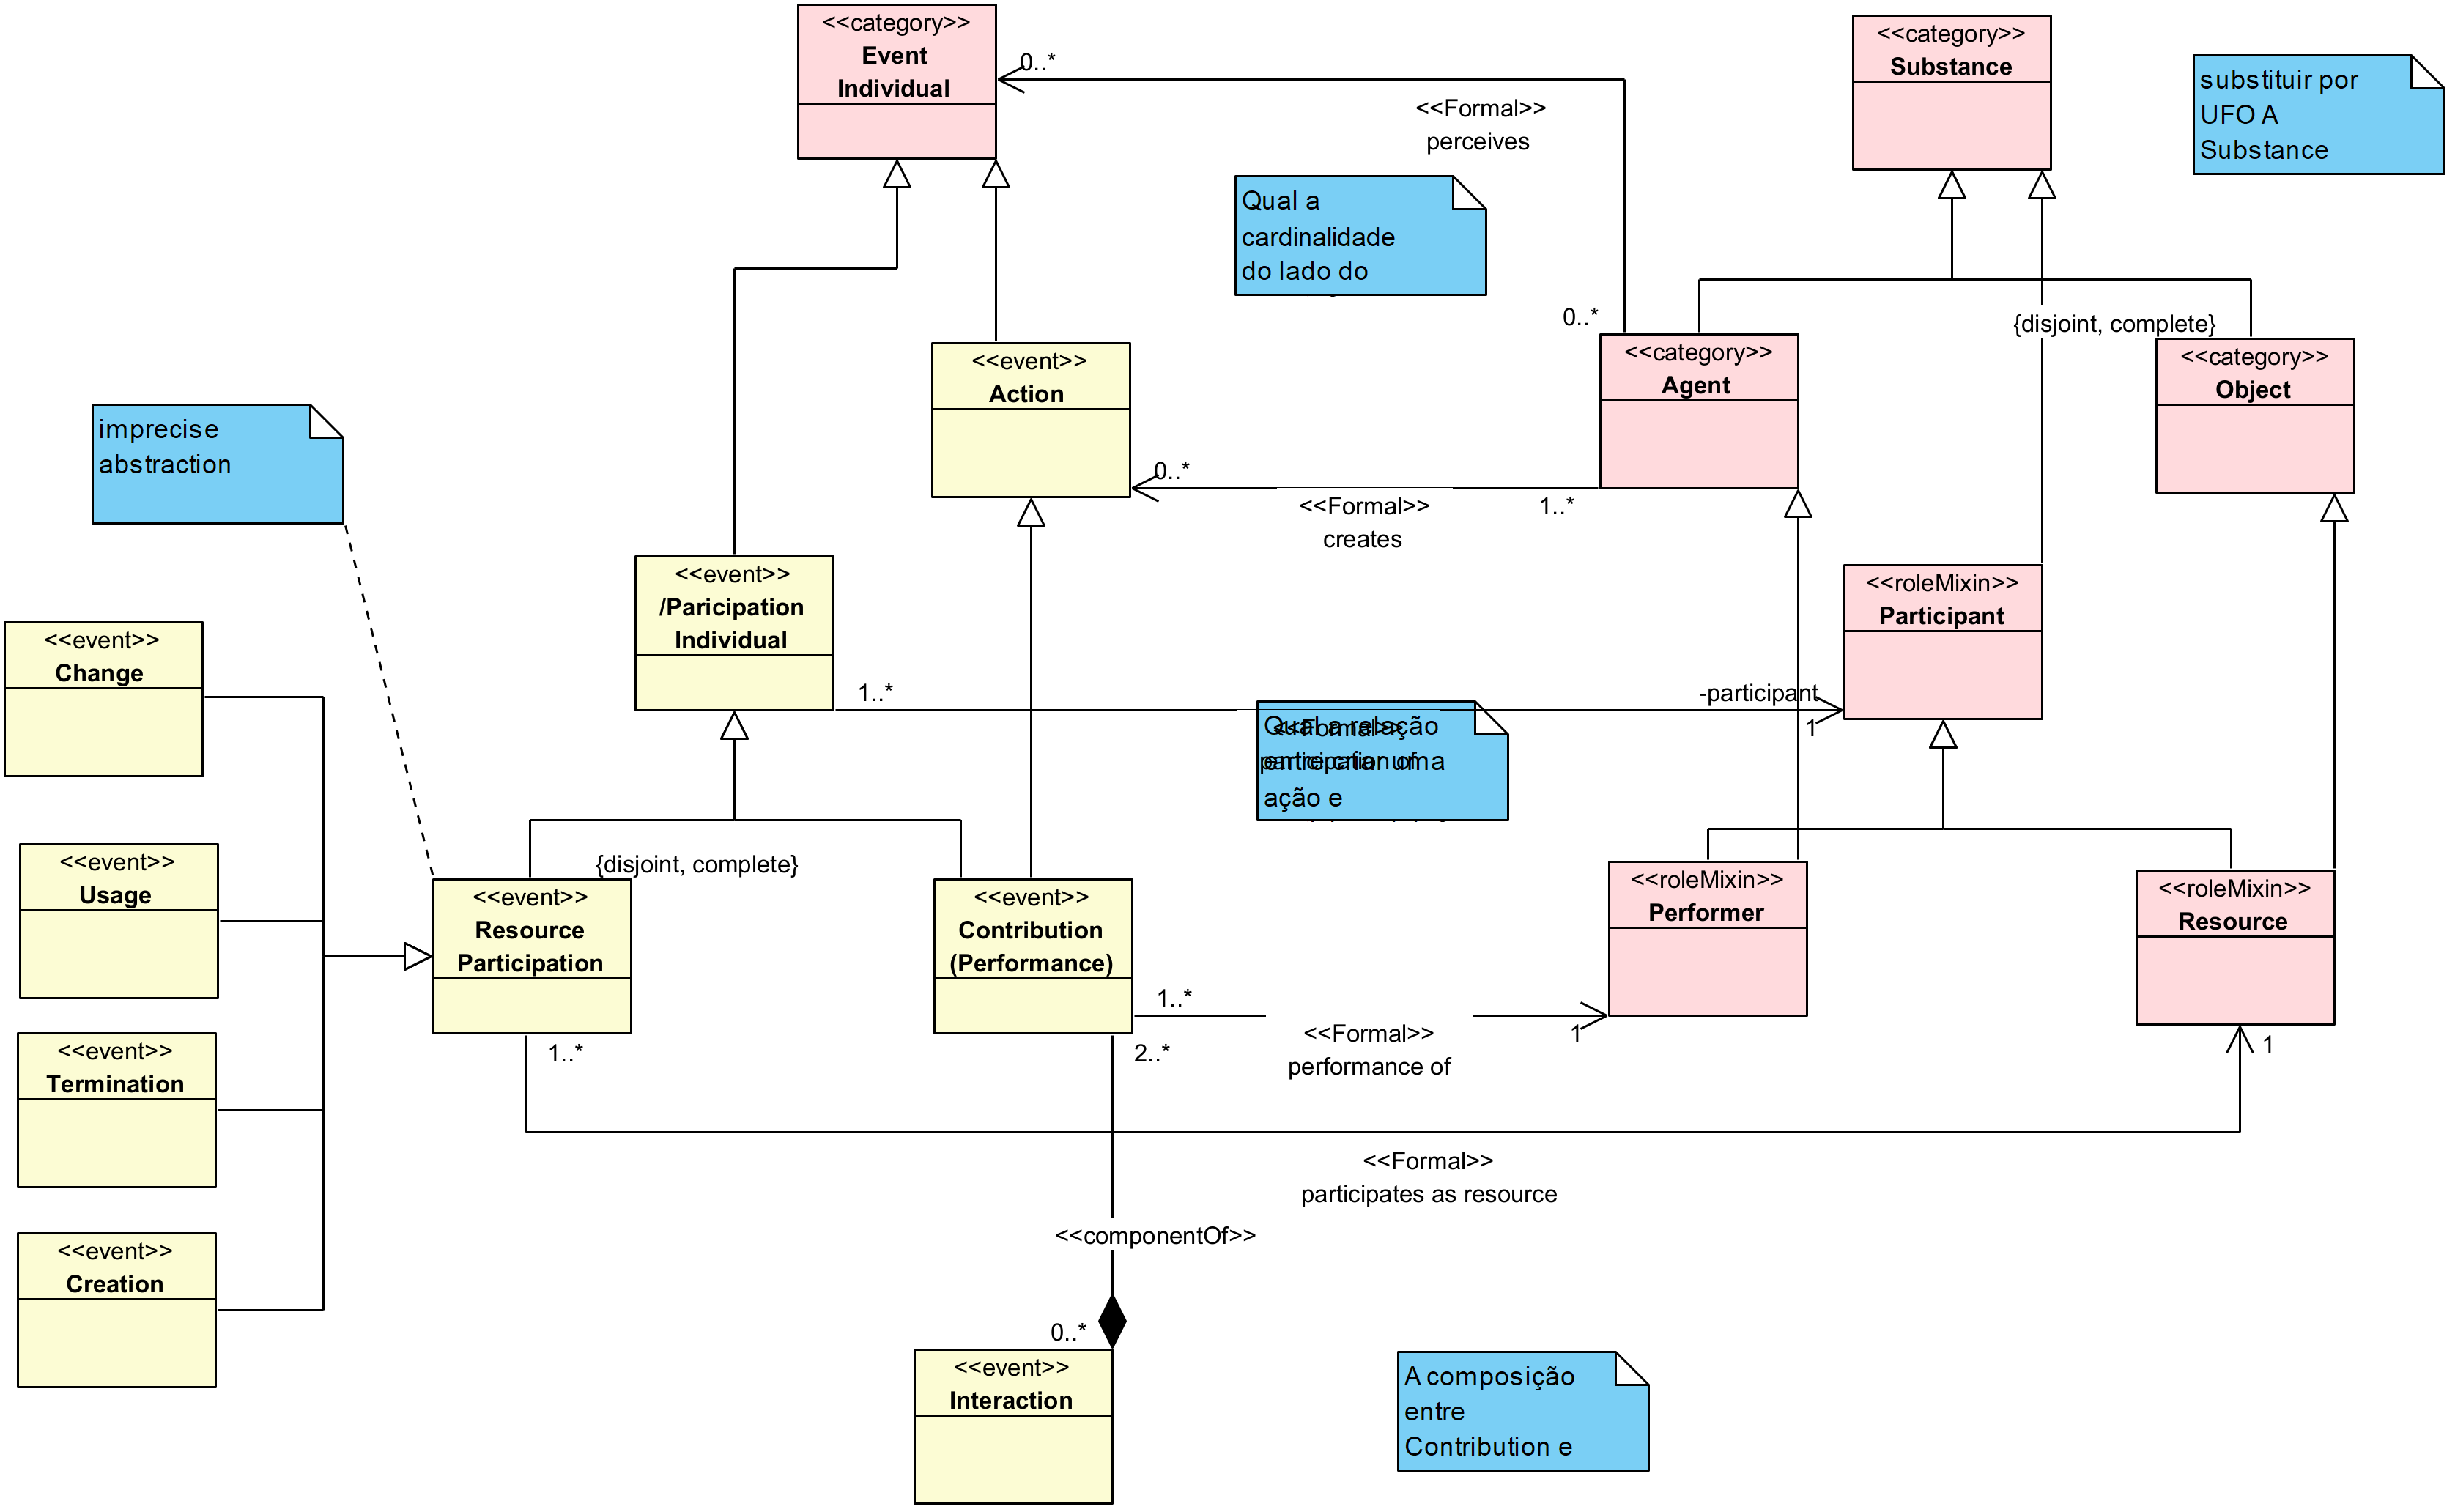 <<category>>
Event
Individual
0..*
<<Formal>>
perceives
<<category>>
Substance
substituir por
UFO A
Substance
Qual a
cardinalidade
do lado do
0..*
{disjoint, complete}
<<event>>
Action
<<category>>
Agent
<<category>>
Object
imprecise
abstraction
0..*
<<Formal>>
creates
1..*
<<event>>
/Paricipation
Individual
<<roleMixin>>
Participant
<<event>>
Change
1..*
-participant
1
<<Formal>>
participation of
Qual a relação
entre criar uma
ação e
<<event>>
Usage
{disjoint, complete}
<<event>>
Resource
Participation
<<event>>
Contribution
(Performance)
<<roleMixin>>
Performer
<<roleMixin>>
Resource
1..*
<<Formal>>
performance of
1
<<event>>
Termination
1..*
2..*
1
<<Formal>>
participates as resource
<<componentOf>>
<<event>>
Creation
0..*
<<event>>
Interaction
A composição
entre
Contribution e